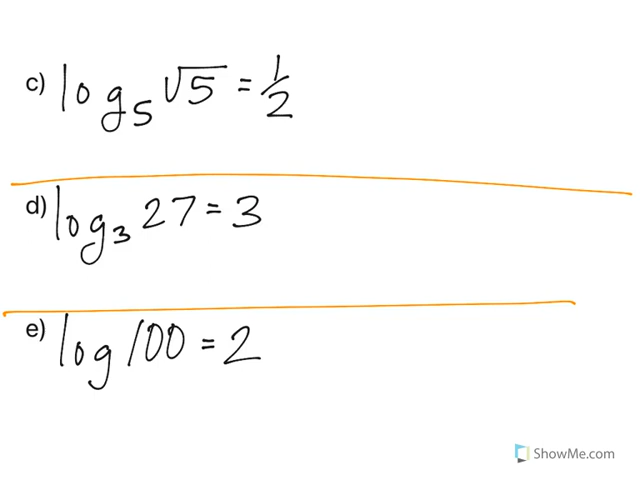 c) log₅ √5 = 1/2
d) log₃ 27 = 3
e) log 100 = 2
ShowMe.com